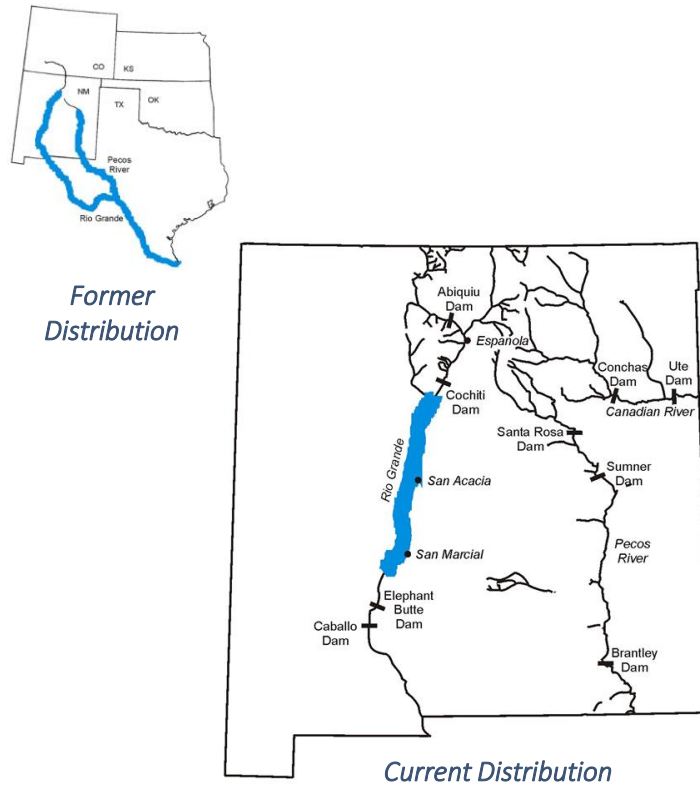 CO
KS
NM
TX
OK
Pecos
River
Rio Grande
Former
Distribution
Abiquiu
Dam
Española
Conchas
Dam
Ute
Dam
Cochiti
Dam
Canadian River
Santa Rosa
Dam
Rio Grande
Sumner
Dam
San Acacia
Pecos
River
San Marcial
Elephant
Butte
Dam
Caballo
Dam
Brantley
Dam
Current Distribution